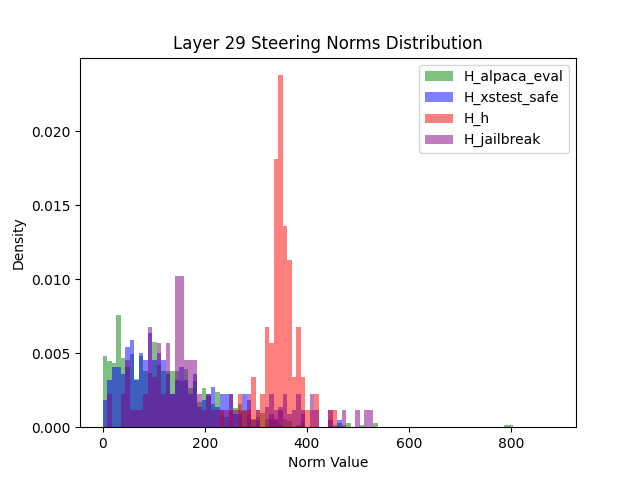 Layer 29 Steering Norms Distribution
H_alpaca_eval
H_xstest_safe
H_h
H_jailbreak
0.020
0.015
0.010
0.005
0.000
Density
0 200 400 600 800
Norm Value